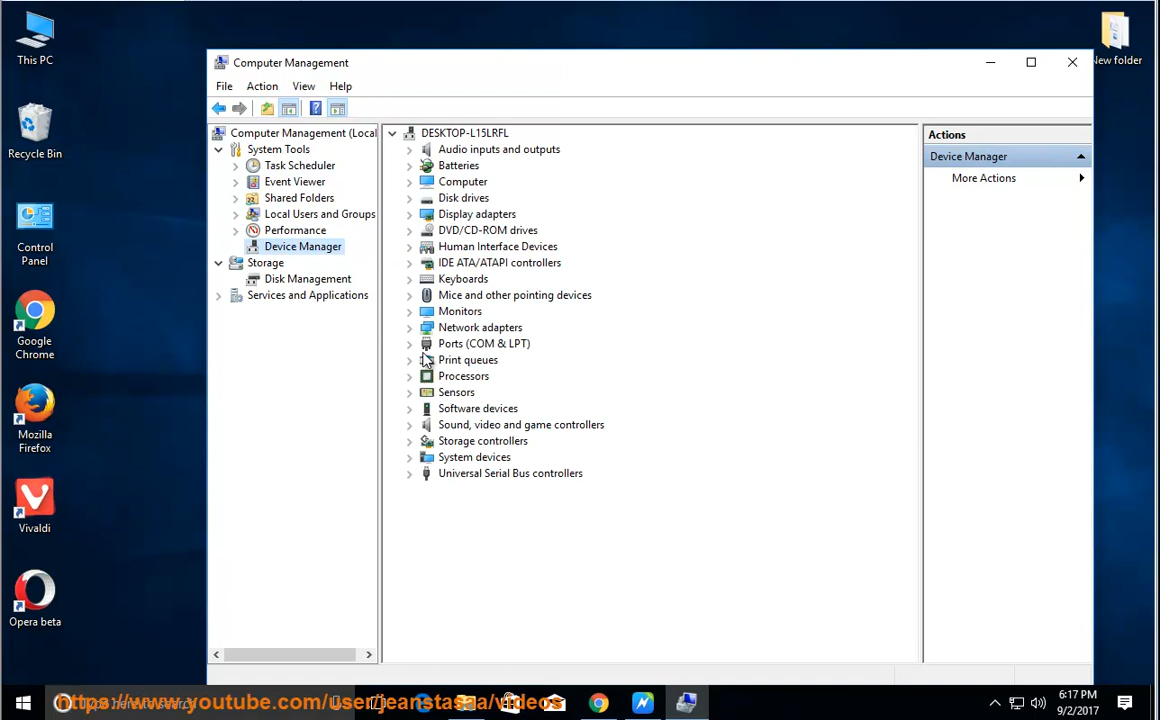 This PC
Recycle Bin
Control
Panel
Google
Chrome
Mozilla
Firefox
Vivaldi
Opera beta
New folder
Computer Management
File Action View Help
Computer Management (Local
System Tools
Task Scheduler
Event Viewer
Shared Folders
Local Users and Groups
Performance
Device Manager
Storage
Disk Management
Services and Applications
DESKTOP-L15LRFL
Audio inputs and outputs
Batteries
Computer
Disk drives
Display adapters
DVD/CD-ROM drives
Human Interface Devices
IDE ATA/ATAPI controllers
Keyboards
Mice and other pointing devices
Monitors
Network adapters
Ports (COM & LPT)
Print queues
Processors
Sensors
Software devices
Sound, video and game controllers
Storage controllers
System devices
Universal Serial Bus controllers
Actions
Device Manager
More Actions
https://www.youtube.com/user/jeanstasaa/videos
6:17 PM
9/2/2017